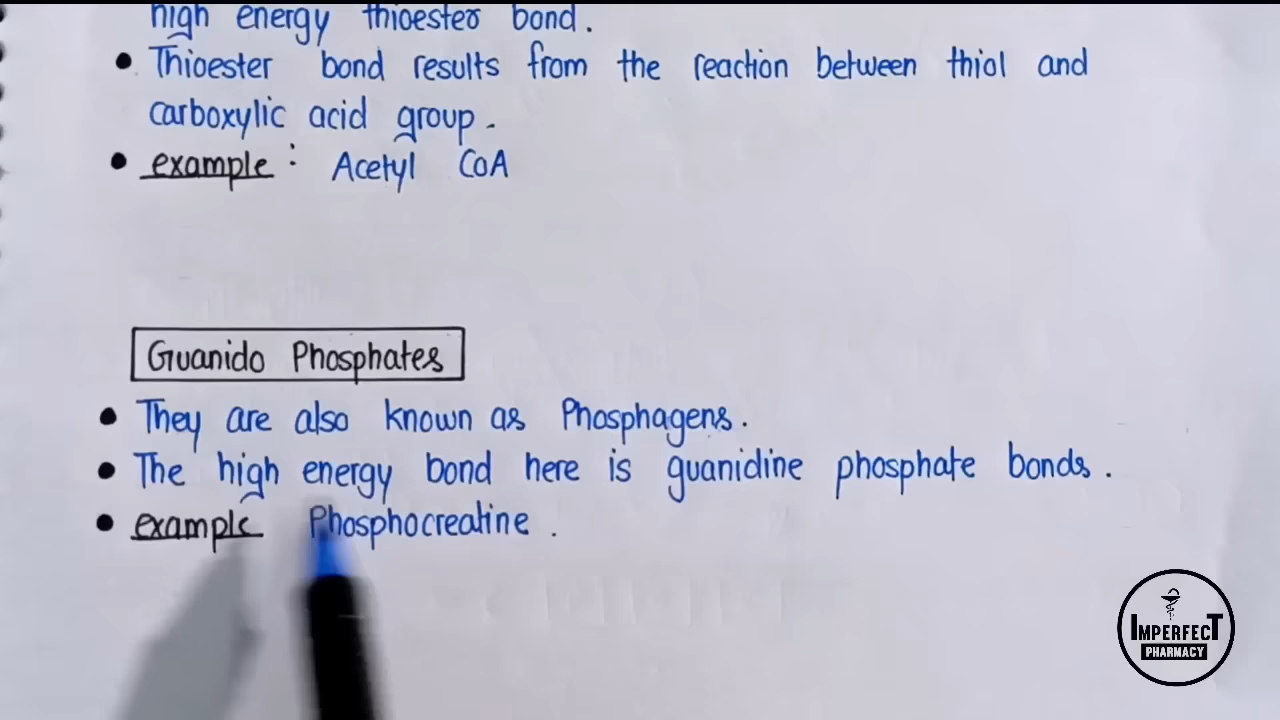 high energy thioester bond.
• Thioester bond results from the reaction between thiol and
carboxylic acid group.
• example : Acetyl CoA
Guanido Phosphates
• They are also known as Phosphagens.
• The high energy bond here is guanidine phosphate bonds.
• example Phosphocreatine.
IMPERFECT
PHARMACY